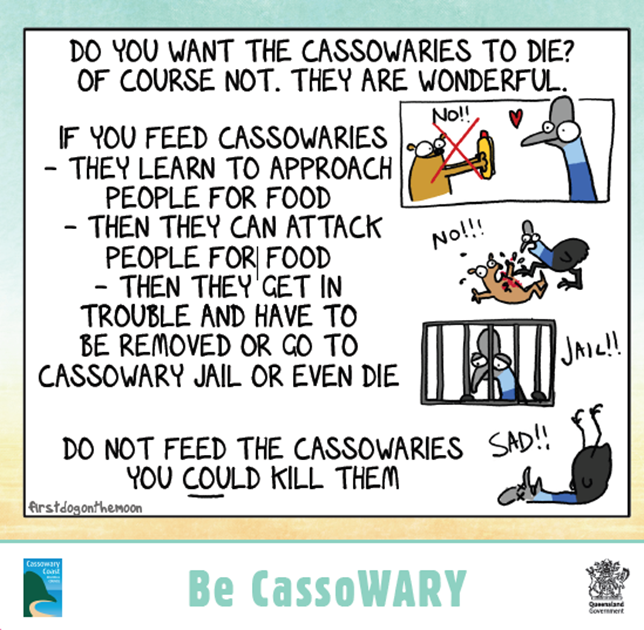 DO YOU WANT THE CASSOWARIES TO DIE?
OF COURSE NOT. THEY ARE WONDERFUL.
NO!!
IF YOU FEED CASSOWARIES
- THEY LEARN TO APPROACH
PEOPLE FOR FOOD
- THEN THEY CAN ATTACK
PEOPLE FOR FOOD
NO!!!
- THEN THEY GET IN
TROUBLE AND HAVE TO
BE REMOVED OR GO TO
CASSOWARY JAIL OR EVEN DIE
JAIL!!
DO NOT FEED THE CASSOWARIES
YOU COULD KILL THEM
SAD!!
firstdogonthemoon
Cassowary
Coast
Be CassoWARY
Queensland
Government